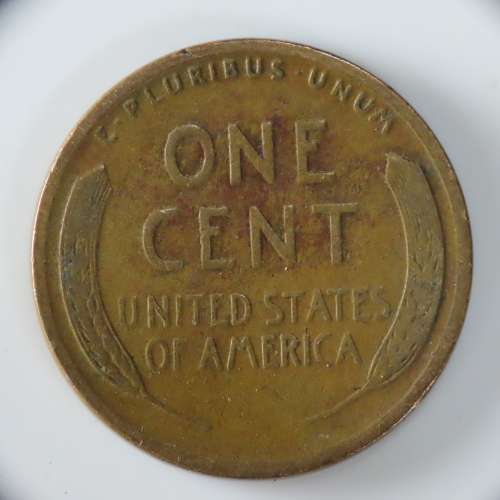 E·PLURIBUS·UNUM
ONE
CENT
UNITED STATES
OF AMERICA